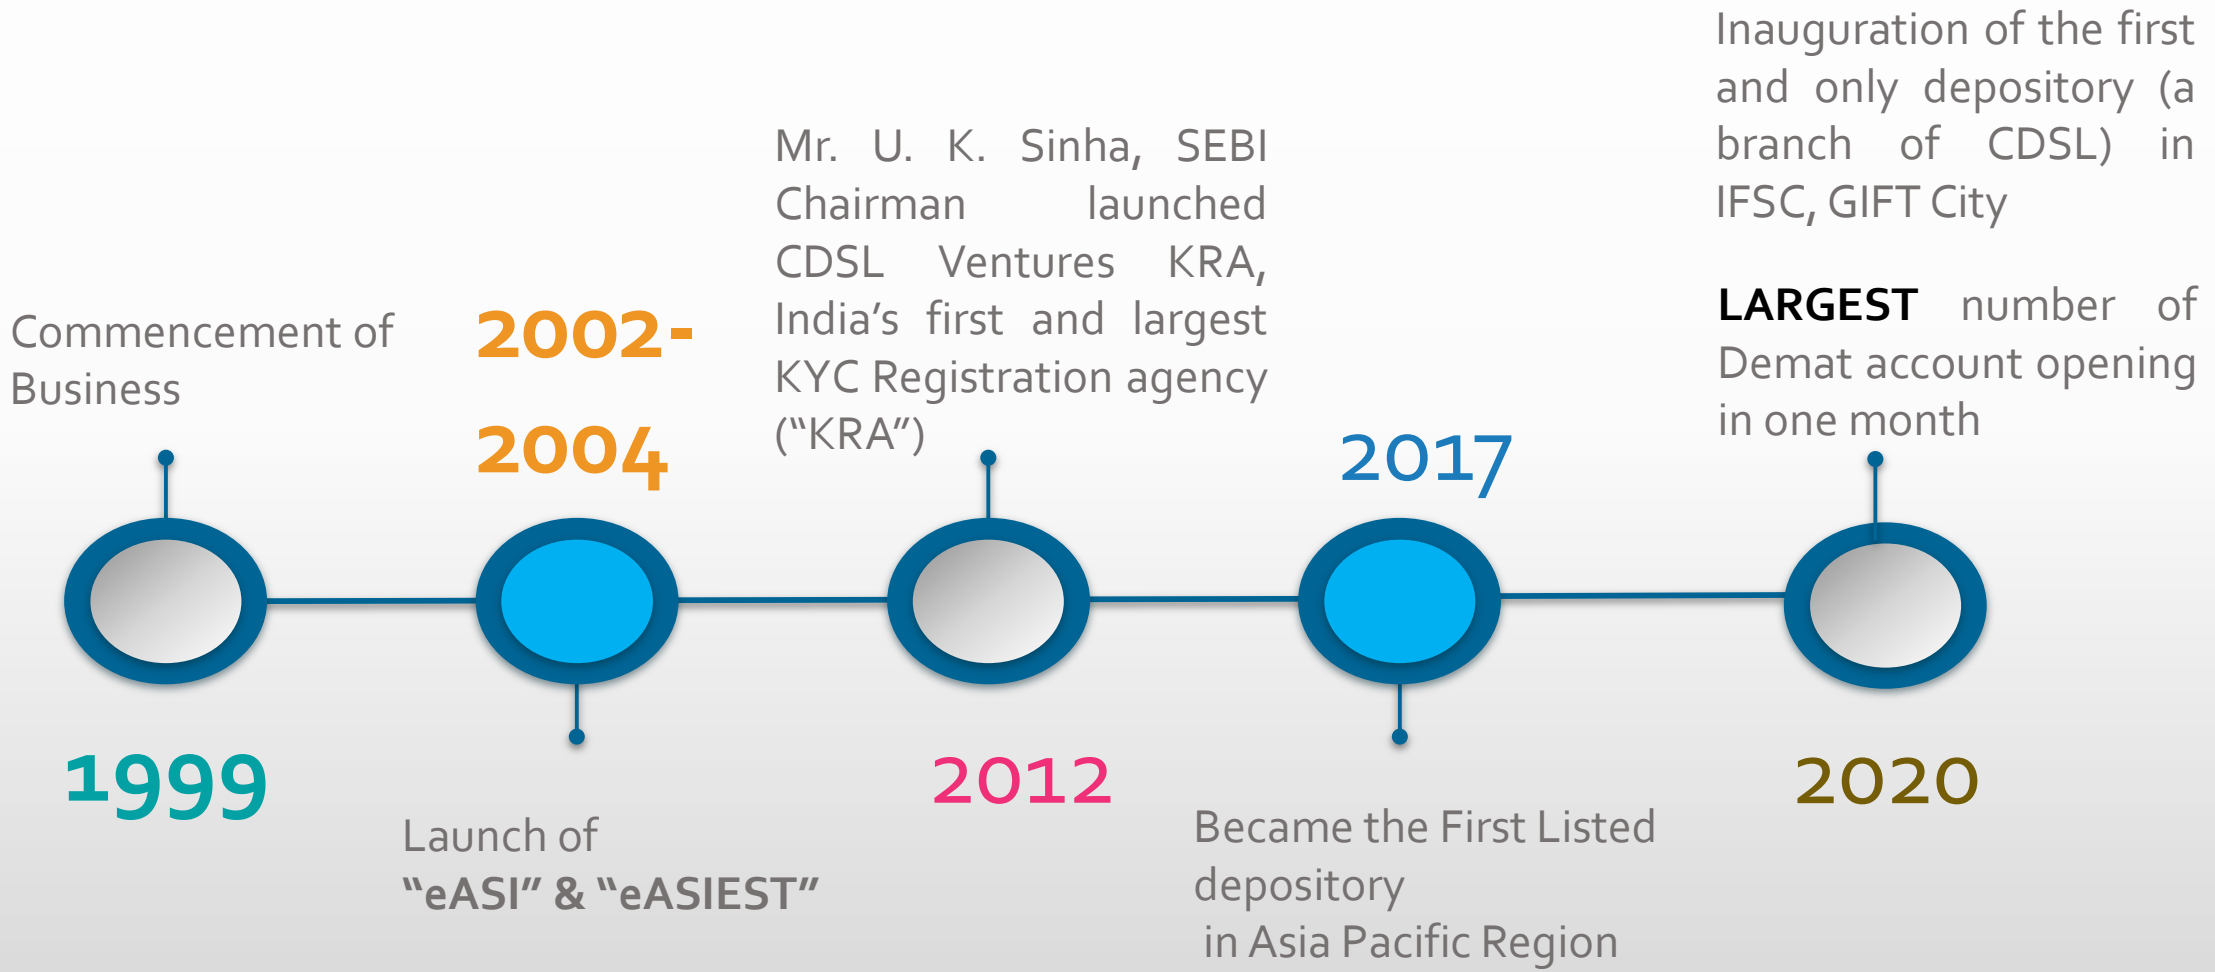 Commencement of
Business
1999
2002-
2004
Launch of
“eASI” & “eASIEST”
Mr. U. K. Sinha, SEBI
Chairman launched
CDSL Ventures KRA,
India’s first and largest
KYC Registration agency
(“KRA”)
2012
2017
Became the First Listed
depository
in Asia Pacific Region
Inauguration of the first
and only depository (a
branch of CDSL) in
IFSC, GIFT City
LARGEST number of
Demat account opening
in one month
2020